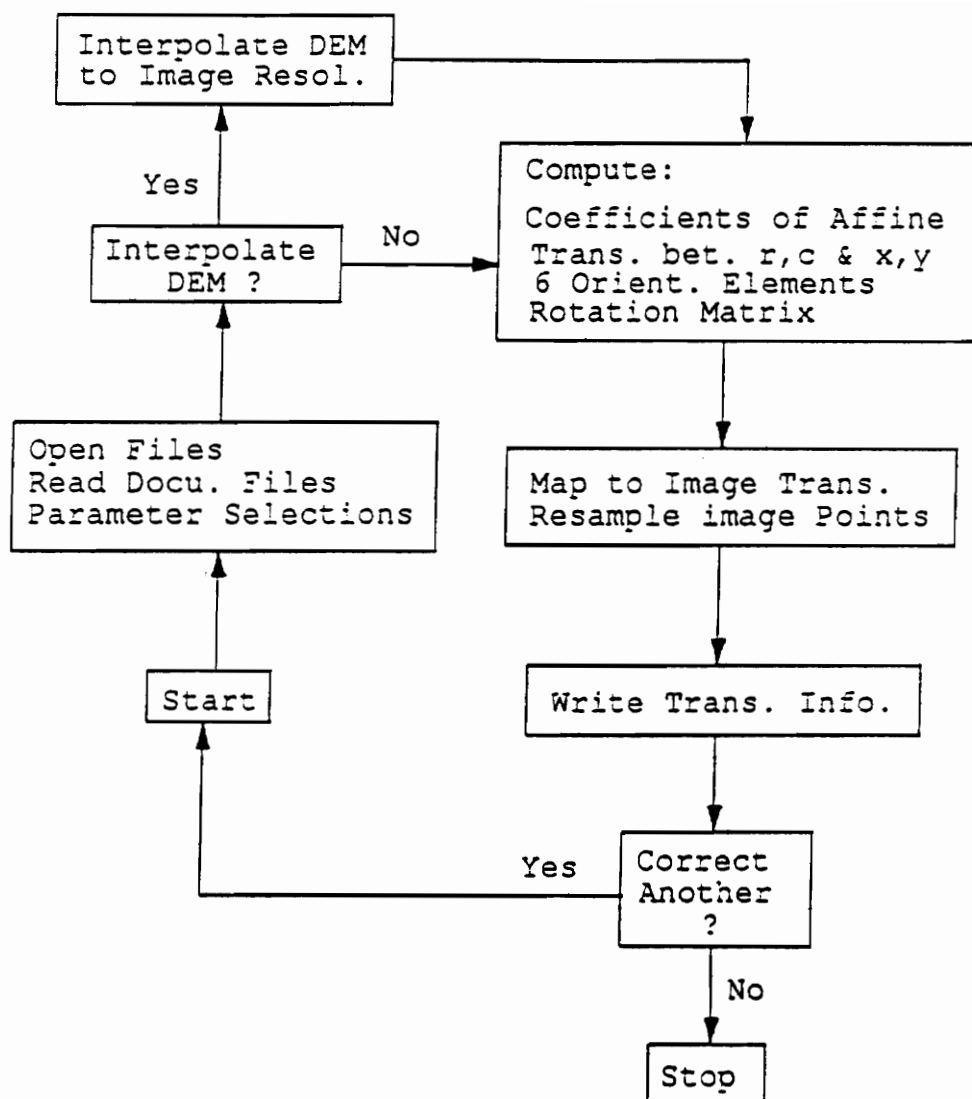 Interpolate DEM
to Image Resol.
Yes
Interpolate
DEM ?
No
Compute:
Coefficients of Affine
Trans. bet. r,c & x,y
6 Orient. Elements
Rotation Matrix
Open Files
Read Docu. Files
Parameter Selections
Map to Image Trans.
Resample image Points
Start
Write Trans. Info.
Yes
Correct
Another
?
No
Stop